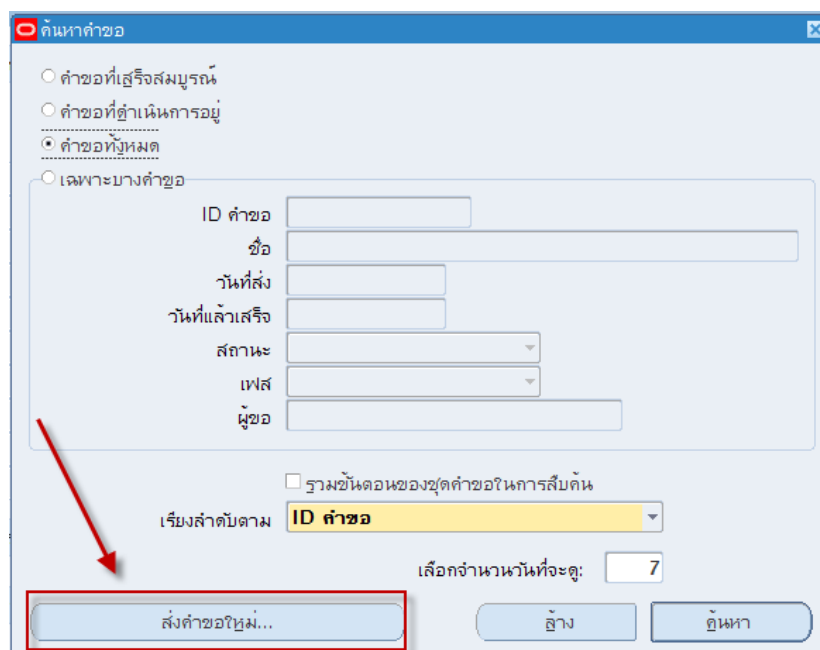 ค้นหาคำขอ
คำขอที่เสร็จสมบูรณ์
คำขอที่ดำเนินการอยู่
คำขอทั้งหมด
เฉพาะบางคำขอ
ID คำขอ
ชื่อ
วันที่ส่ง
วันที่แล้วเสร็จ
สถานะ
เฟส
ผู้ขอ
รวมขั้นตอนของชุดคำขอในการสืบค้น
เรียงลำดับตาม ID คำขอ
เลือกจำนวนวันที่จะดู: 7
ส่งคำขอใหม่... ล้าง ค้นหา